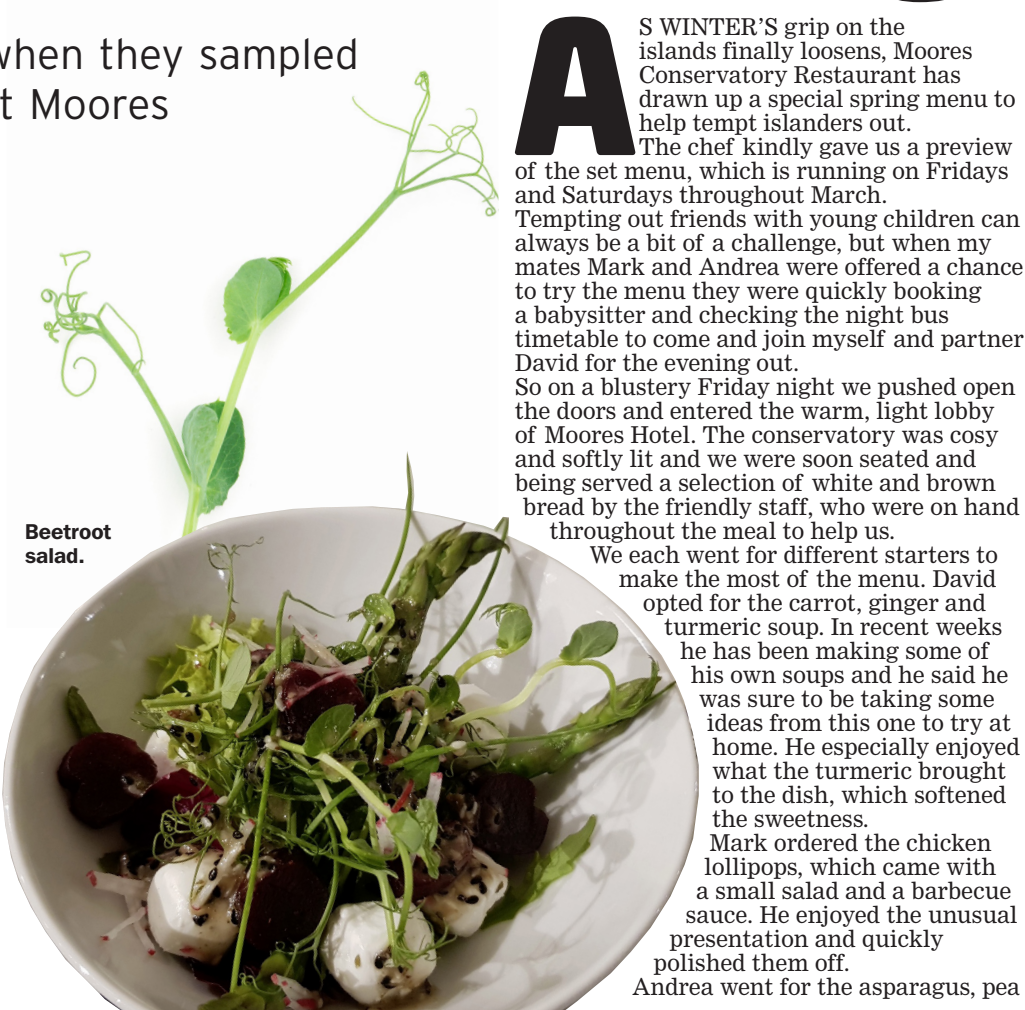 when they sampled
t Moores
Beetroot
salad.
AS WINTER’S grip on the
islands finally loosens, Moores
Conservatory Restaurant has
drawn up a special spring menu to
help tempt islanders out.
The chef kindly gave us a preview
of the set menu, which is running on Fridays
and Saturdays throughout March.
Tempting out friends with young children can
always be a bit of a challenge, but when my
mates Mark and Andrea were offered a chance
to try the menu they were quickly booking
a babysitter and checking the night bus
timetable to come and join myself and partner
David for the evening out.
So on a blustery Friday night we pushed open
the doors and entered the warm, light lobby
of Moores Hotel. The conservatory was cosy
and softly lit and we were soon seated and
being served a selection of white and brown
bread by the friendly staff, who were on hand
throughout the meal to help us.
We each went for different starters to
make the most of the menu. David
opted for the carrot, ginger and
turmeric soup. In recent weeks
he has been making some of
his own soups and he said he
was sure to be taking some
ideas from this one to try at
home. He especially enjoyed
what the turmeric brought
to the dish, which softened
the sweetness.
Mark ordered the chicken
lollipops, which came with
a small salad and a barbecue
sauce. He enjoyed the unusual
presentation and quickly
polished them off.
Andrea went for the asparagus, pea